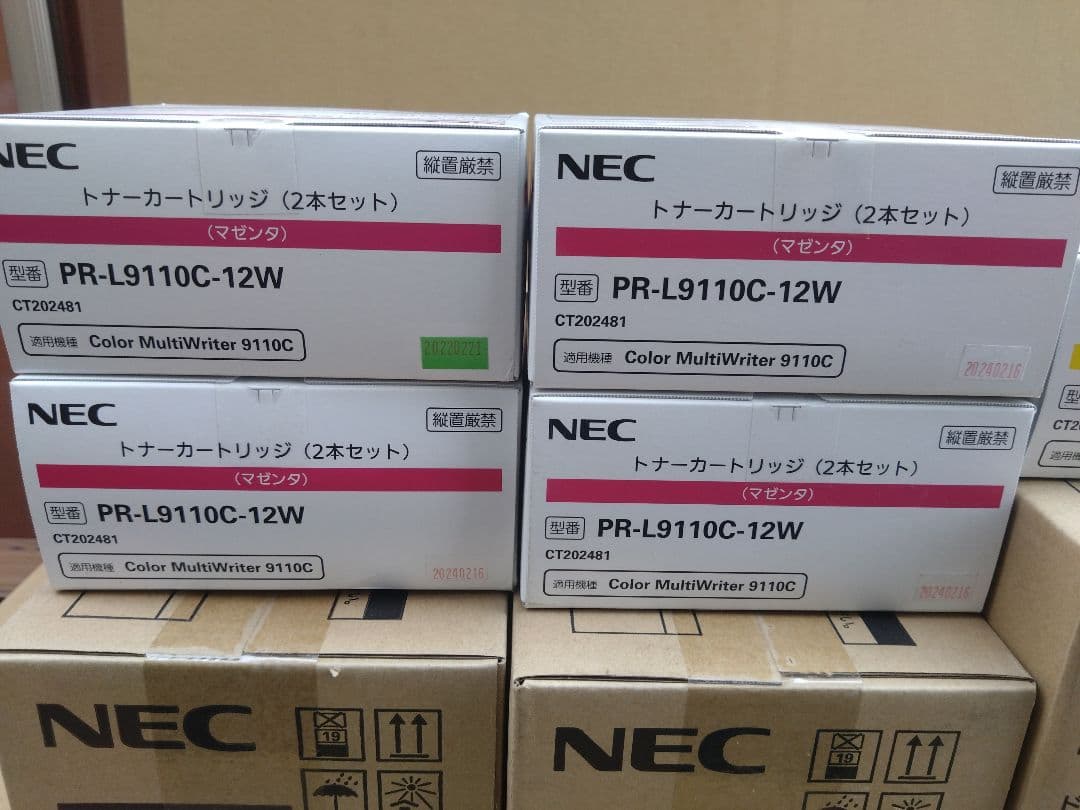 NEC
縦置厳禁
トナーカートリッジ（2本セット）
（マゼンタ）
型番 PR-L9110C-12W
CT202481
適用機種 Color MultiWriter 9110C
20220221
NEC
縦置厳禁
トナーカートリッジ（2本セット）
（マゼンタ）
型番 PR-L9110C-12W
CT202481
適用機種 Color MultiWriter 9110C
20240216
NEC
縦置厳禁
トナーカートリッジ（2本セット）
（マゼンタ）
型番 PR-L9110C-12W
CT202481
適用機種 Color MultiWriter 9110C
20240216
NEC
縦置厳禁
トナーカートリッジ（2本セット）
（マゼンタ）
型番 PR-L9110C-12W
CT202481
適用機種 Color MultiWriter 9110C
20240216
NEC
19
NEC
19